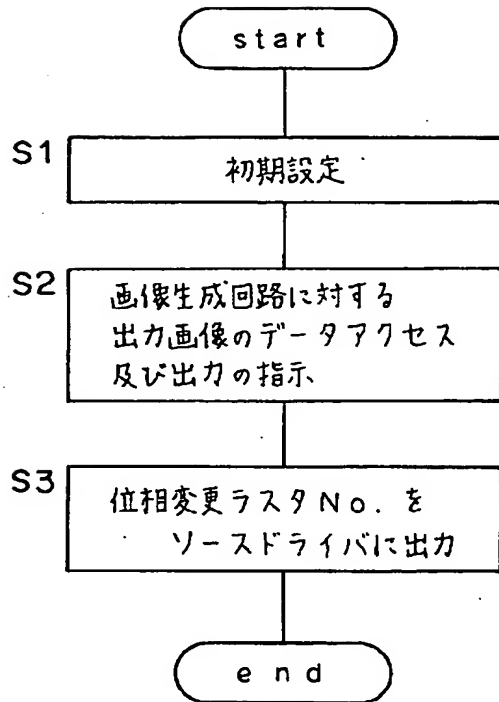 start
S1
初期設定
S2
画像生成回路に対する
出力画像のデータアクセス
及び出力の指示
S3
位相変更ラスタNo.を
ソースドライバに出力
end